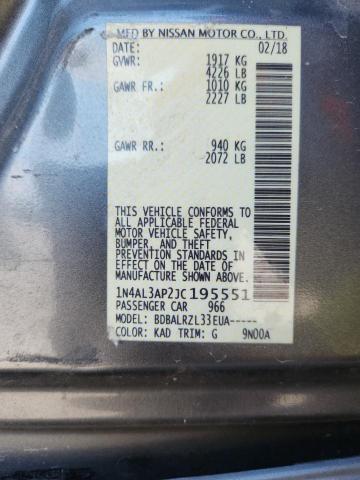 MFD BY NISSAN MOTOR CO., LTD.
DATE: 02/18
GVWR: 1917 KG
4226 LB
GAWR FR: 1010 KG
2227 LB
GAWR RR: 940 KG
2072 LB
THIS VEHICLE CONFORMS TO
ALL APPLICABLE FEDERAL
MOTOR VEHICLE SAFETY,
BUMPER, AND THEFT
PREVENTION STANDARDS IN
EFFECT ON THE DATE OF
MANUFACTURE SHOWN ABOVE.
1N4AL3AP2JC195551
PASSENGER CAR 966
MODEL: BDBALRZL33EUA-----
COLOR: KAD TRIM: G 9N00A